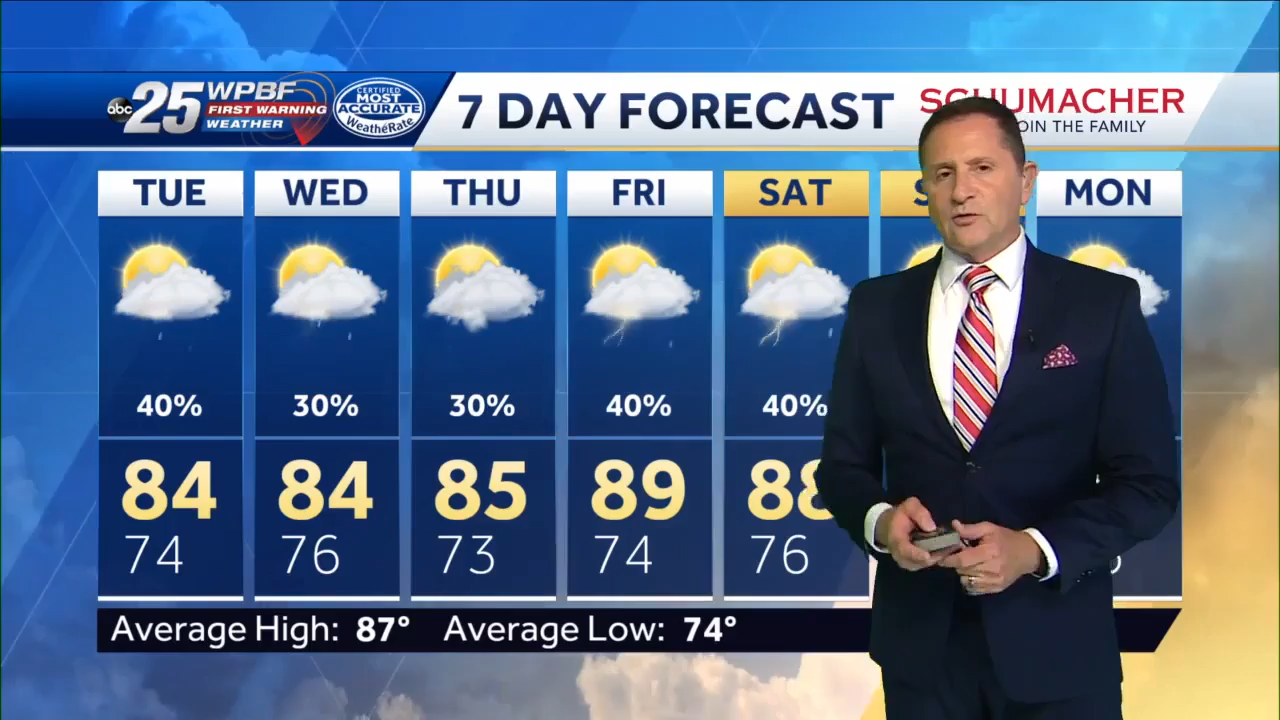 abc 25 WPBF
FIRST WARNING
WEATHER
CERTIFIED
MOST
ACCURATE
WeatheRate
7 DAY FORECAST
SCHUMACHER
JOIN THE FAMILY
TUE WED THU FRI SAT S MON
40% 30% 30% 40% 40%
84 84 85 89 88
74 76 73 74 76
Average High: 87° Average Low: 74°